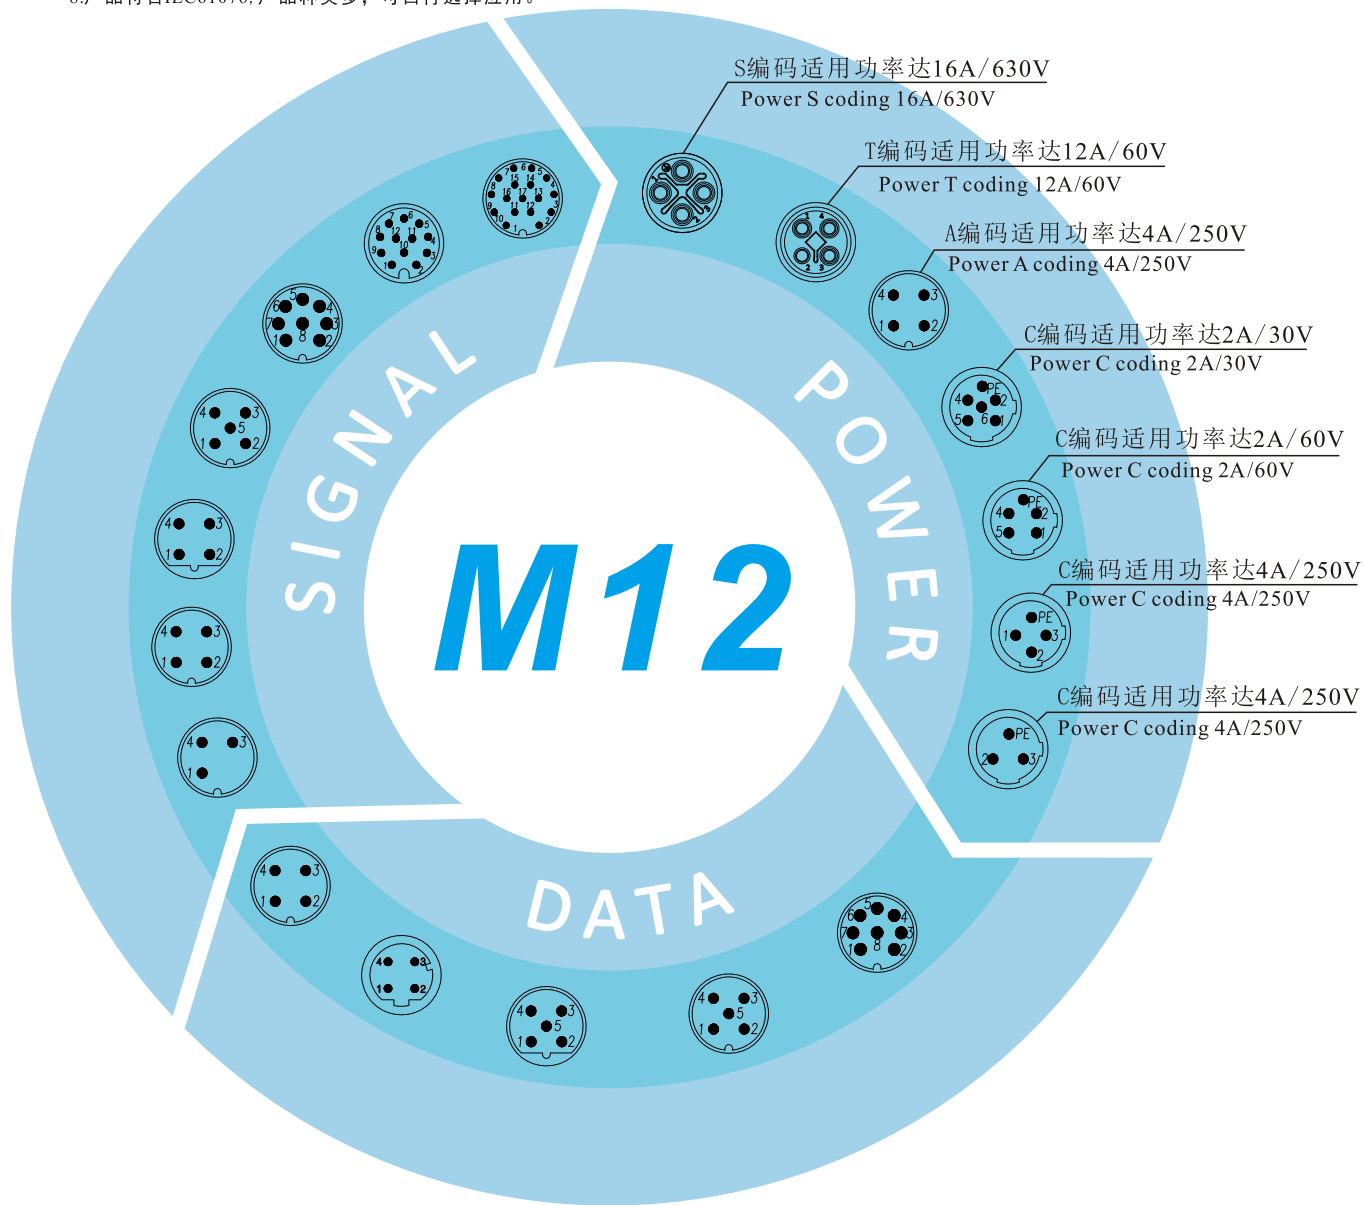 S编码适用功率达16A/630V
Power S coding 16A/630V
T编码适用功率达12A/60V
Power T coding 12A/60V
A编码适用功率达4A/250V
Power A coding 4A/250V
C编码适用功率达2A/30V
Power C coding 2A/30V
C编码适用功率达2A/60V
Power C coding 2A/60V
C编码适用功率达4A/250V
Power C coding 4A/250V
C编码适用功率达4A/250V
Power C coding 4A/250V
SIGNAL
POWER
DATA
M12